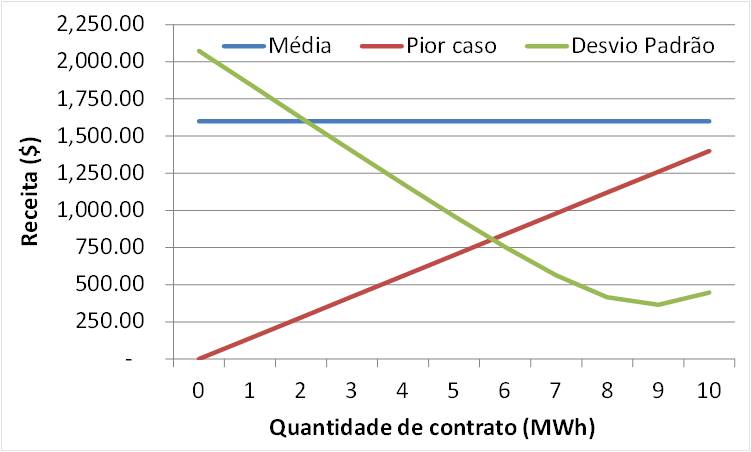 Média Pior caso Desvio Padrão
2,250.00
2,000.00
1,750.00
1,500.00
1,250.00
1,000.00
750.00
500.00
250.00
-
Receita ($)
0 1 2 3 4 5 6 7 8 9 10
Quantidade de contrato (MWh)